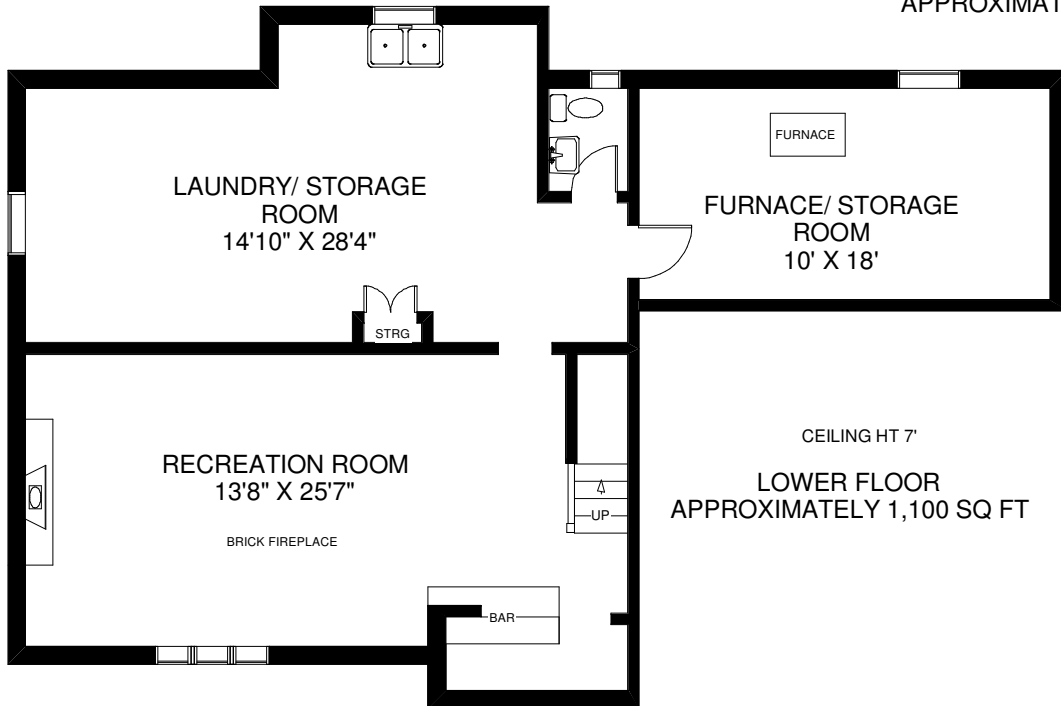 APPROXIMAT
FURNACE
LAUNDRY/ STORAGE
ROOM
14'10" X 28'4"
FURNACE/ STORAGE
ROOM
10' X 18'
STRG
RECREATION ROOM
13'8" X 25'7"
BRICK FIREPLACE
CEILING HT 7'
LOWER FLOOR
APPROXIMATELY 1,100 SQ FT
UP
BAR